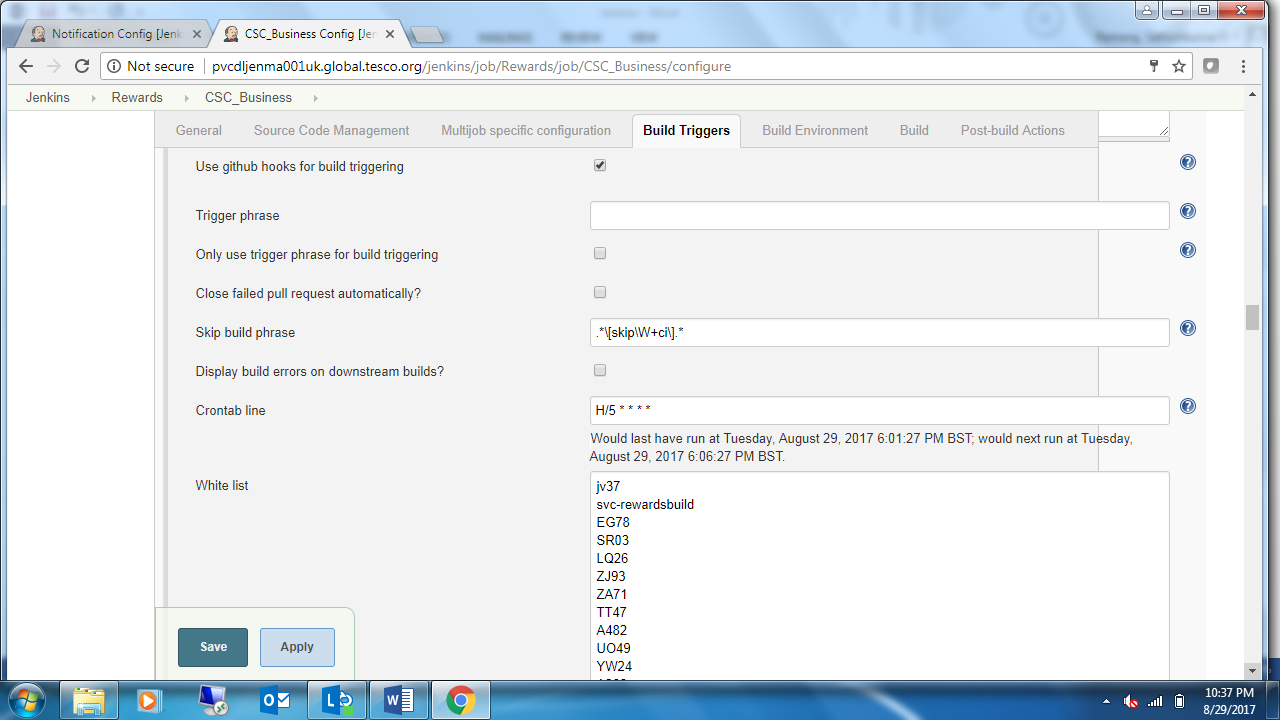 Notification Config [Jenk
CSC_Business Config [Jen
Not secure | pvcdljenma001uk.global.tesco.org/jenkins/job/Rewards/job/CSC_Business/configure
Jenkins Rewards CSC_Business
General Source Code Management Multijob specific configuration Build Triggers Build Environment Build Post-build Actions
Use github hooks for build triggering
Trigger phrase
Only use trigger phrase for build triggering
Close failed pull request automatically?
Skip build phrase .*\[skip\W+ci\].*
Display build errors on downstream builds?
Crontab line H/5 * * * *
Would last have run at Tuesday, August 29, 2017 6:01:27 PM BST; would next run at Tuesday,
August 29, 2017 6:06:27 PM BST.
White list
jv37
svc-rewardsbuild
EG78
SR03
LQ26
ZJ93
ZA71
TT47
A482
UO49
YW24
Save Apply
10:37 PM
8/29/2017